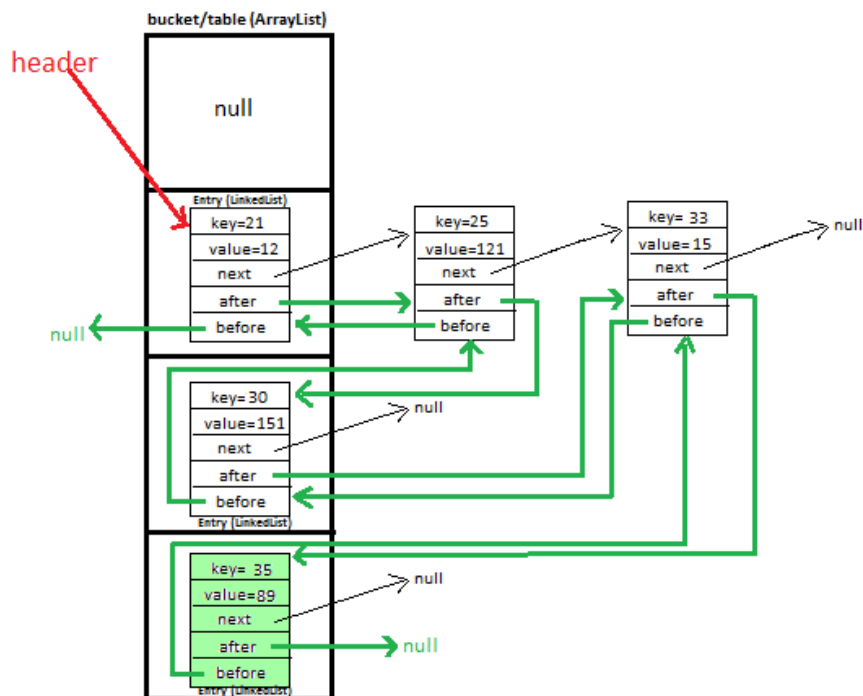 bucket/table (ArrayList)
header
null
Entry (LinkedList)
key=21
value=12
next
after
before
null
key=25
value=121
next
after
before
key= 33
value= 15
next
after
before
null
key=30
value=151
next
after
before
Entry (LinkedList)
null
key= 35
value=89
next
after
before
Entry (LinkedList)
null
null